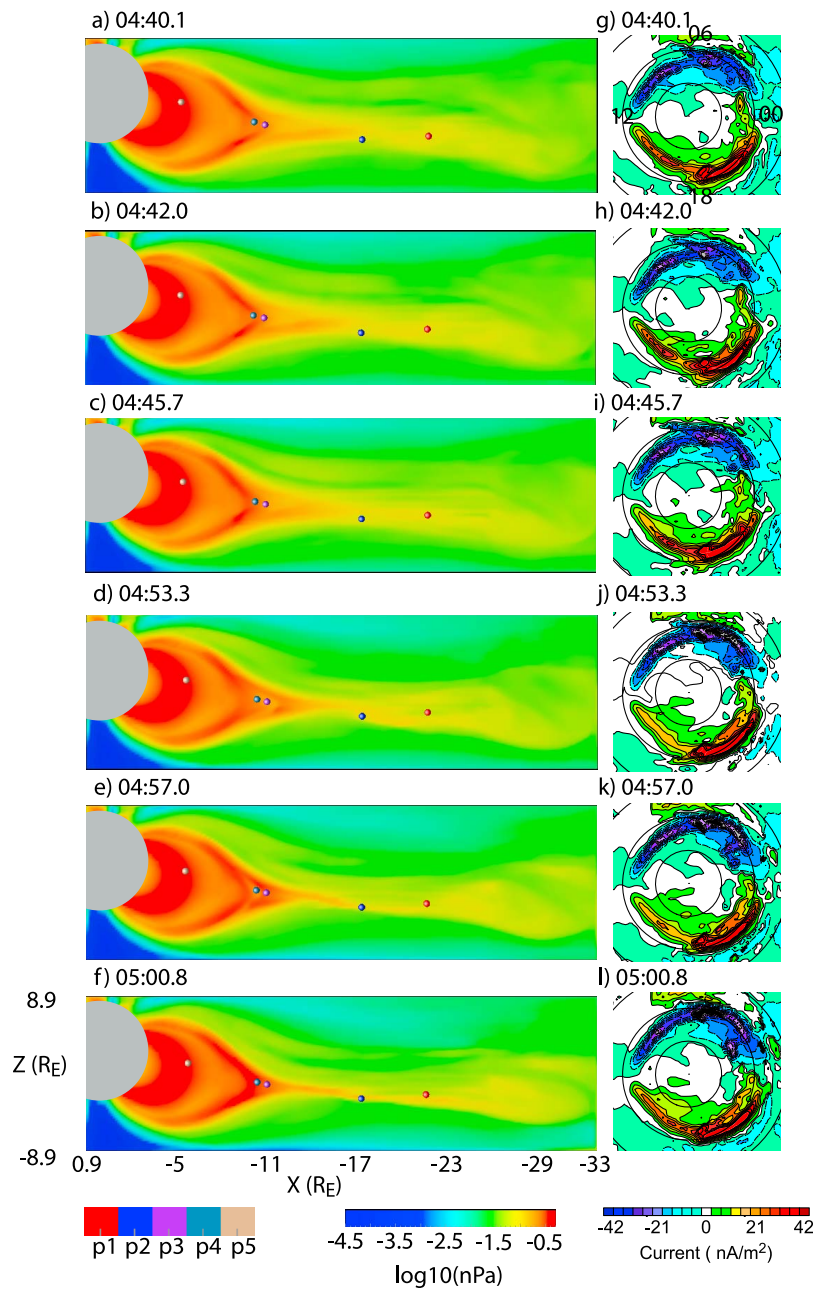 a) 04:40.1
g) 04:40.1
06
12
00
18
b) 04:42.0
h) 04:42.0
c) 04:45.7
i) 04:45.7
d) 04:53.3
j) 04:53.3
e) 04:57.0
k) 04:57.0
f) 05:00.8
l) 05:00.8
8.9
Z (RE)
-8.9
0.9 -5 -11 -17 -23 -29 -33
X (RE)
p1 p2 p3 p4 p5
-4.5 -3.5 -2.5 -1.5 -0.5
log10(nPa)
-42 -21 0 21 42
Current ( nA/m²)